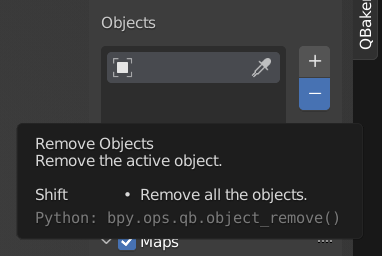 Objects
QBaker
+
−
Remove Objects
Remove the active object.
Shift • Remove all the objects.
Python: bpy.ops.qb.object_remove()
Maps